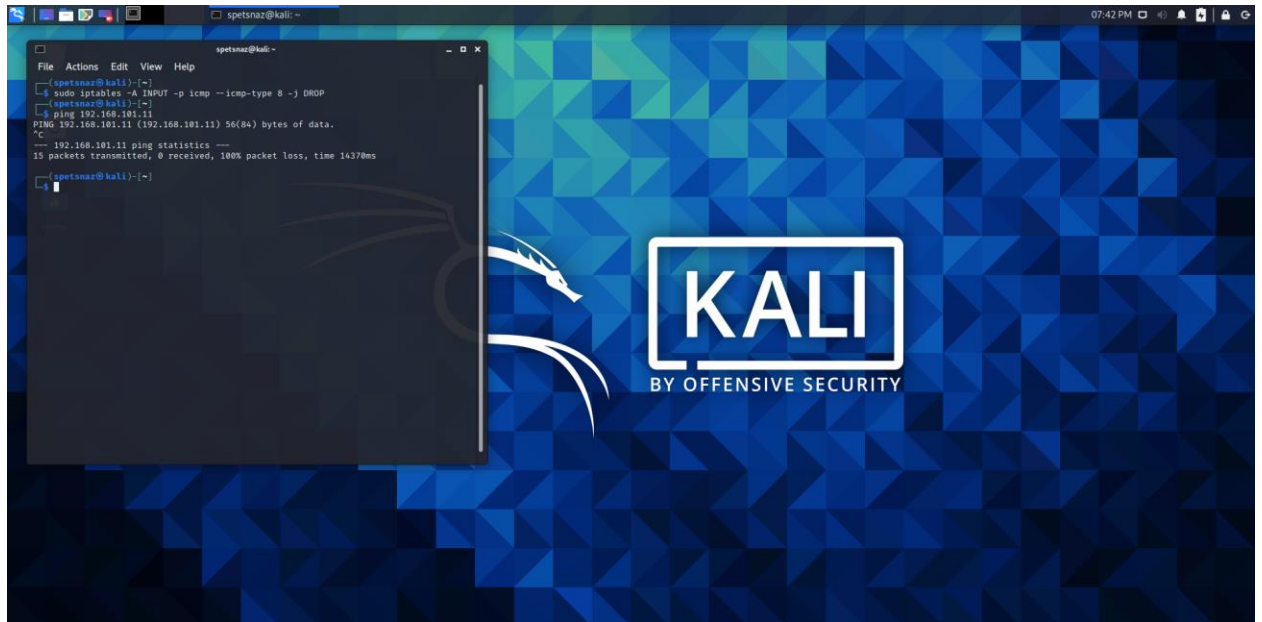 spetsnaz@kali: ~
07:42 PM
spetsnaz@kali: ~
File Actions Edit View Help
┌──(spetsnaz㉿kali)-[~]
└─$ sudo iptables -A INPUT -p icmp --icmp-type 8 -j DROP
┌──(spetsnaz㉿kali)-[~]
└─$ ping 192.168.101.11
PING 192.168.101.11 (192.168.101.11) 56(84) bytes of data.
^C
--- 192.168.101.11 ping statistics ---
15 packets transmitted, 0 received, 100% packet loss, time 14370ms
┌──(spetsnaz㉿kali)-[~]
└─$
KALI
BY OFFENSIVE SECURITY